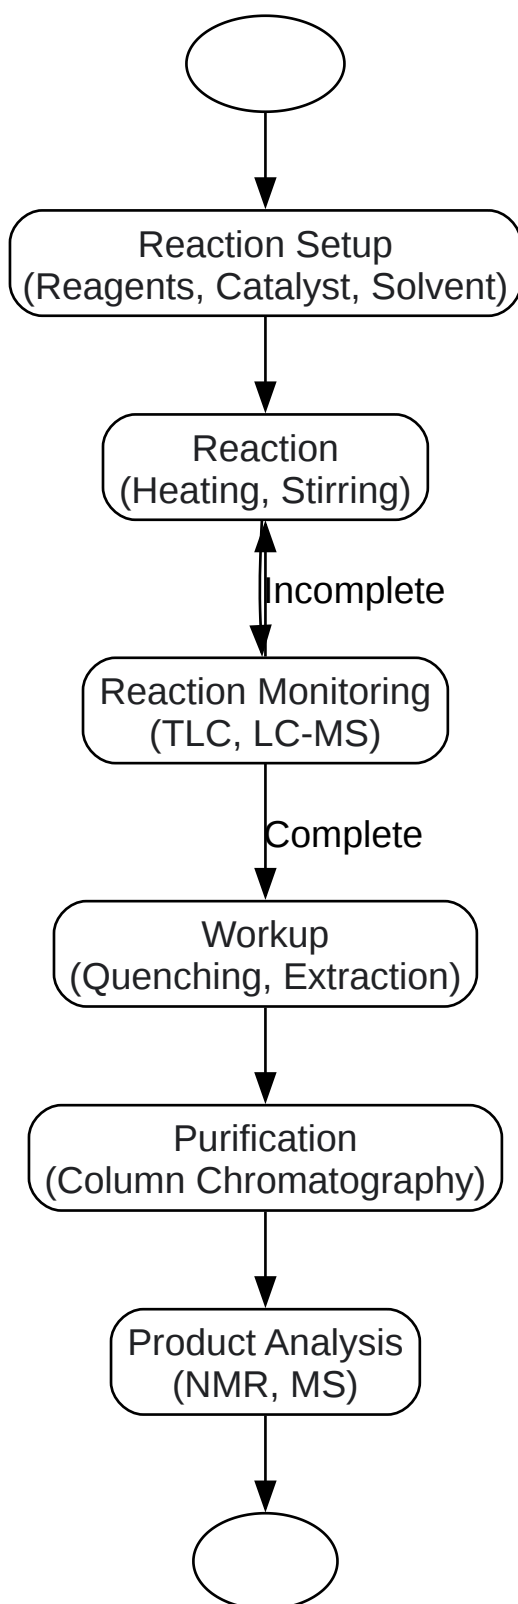 Reaction Setup
(Reagents, Catalyst, Solvent)
Reaction
(Heating, Stirring)
Incomplete
Reaction Monitoring
(TLC, LC-MS)
Complete
Workup
(Quenching, Extraction)
Purification
(Column Chromatography)
Product Analysis
(NMR, MS)